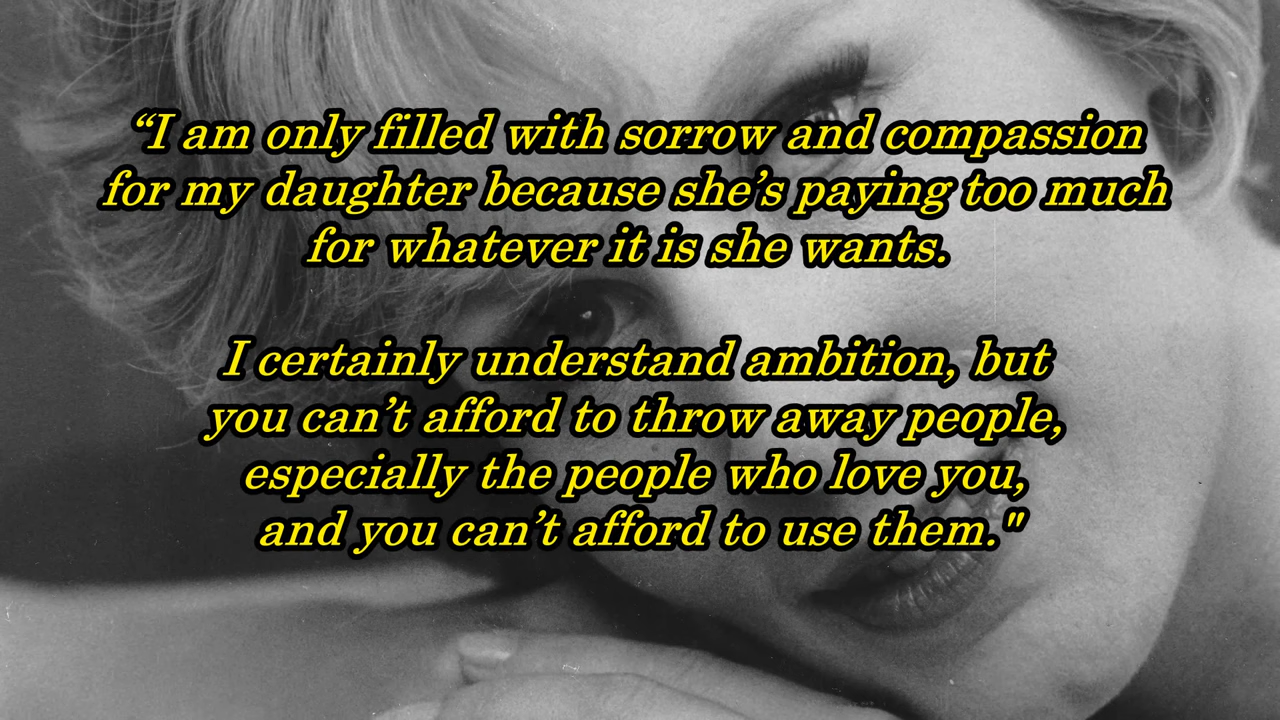 “I am only filled with sorrow and compassion
for my daughter because she’s paying too much
for whatever it is she wants.
I certainly understand ambition, but
you can’t afford to throw away people,
especially the people who love you,
and you can’t afford to use them."